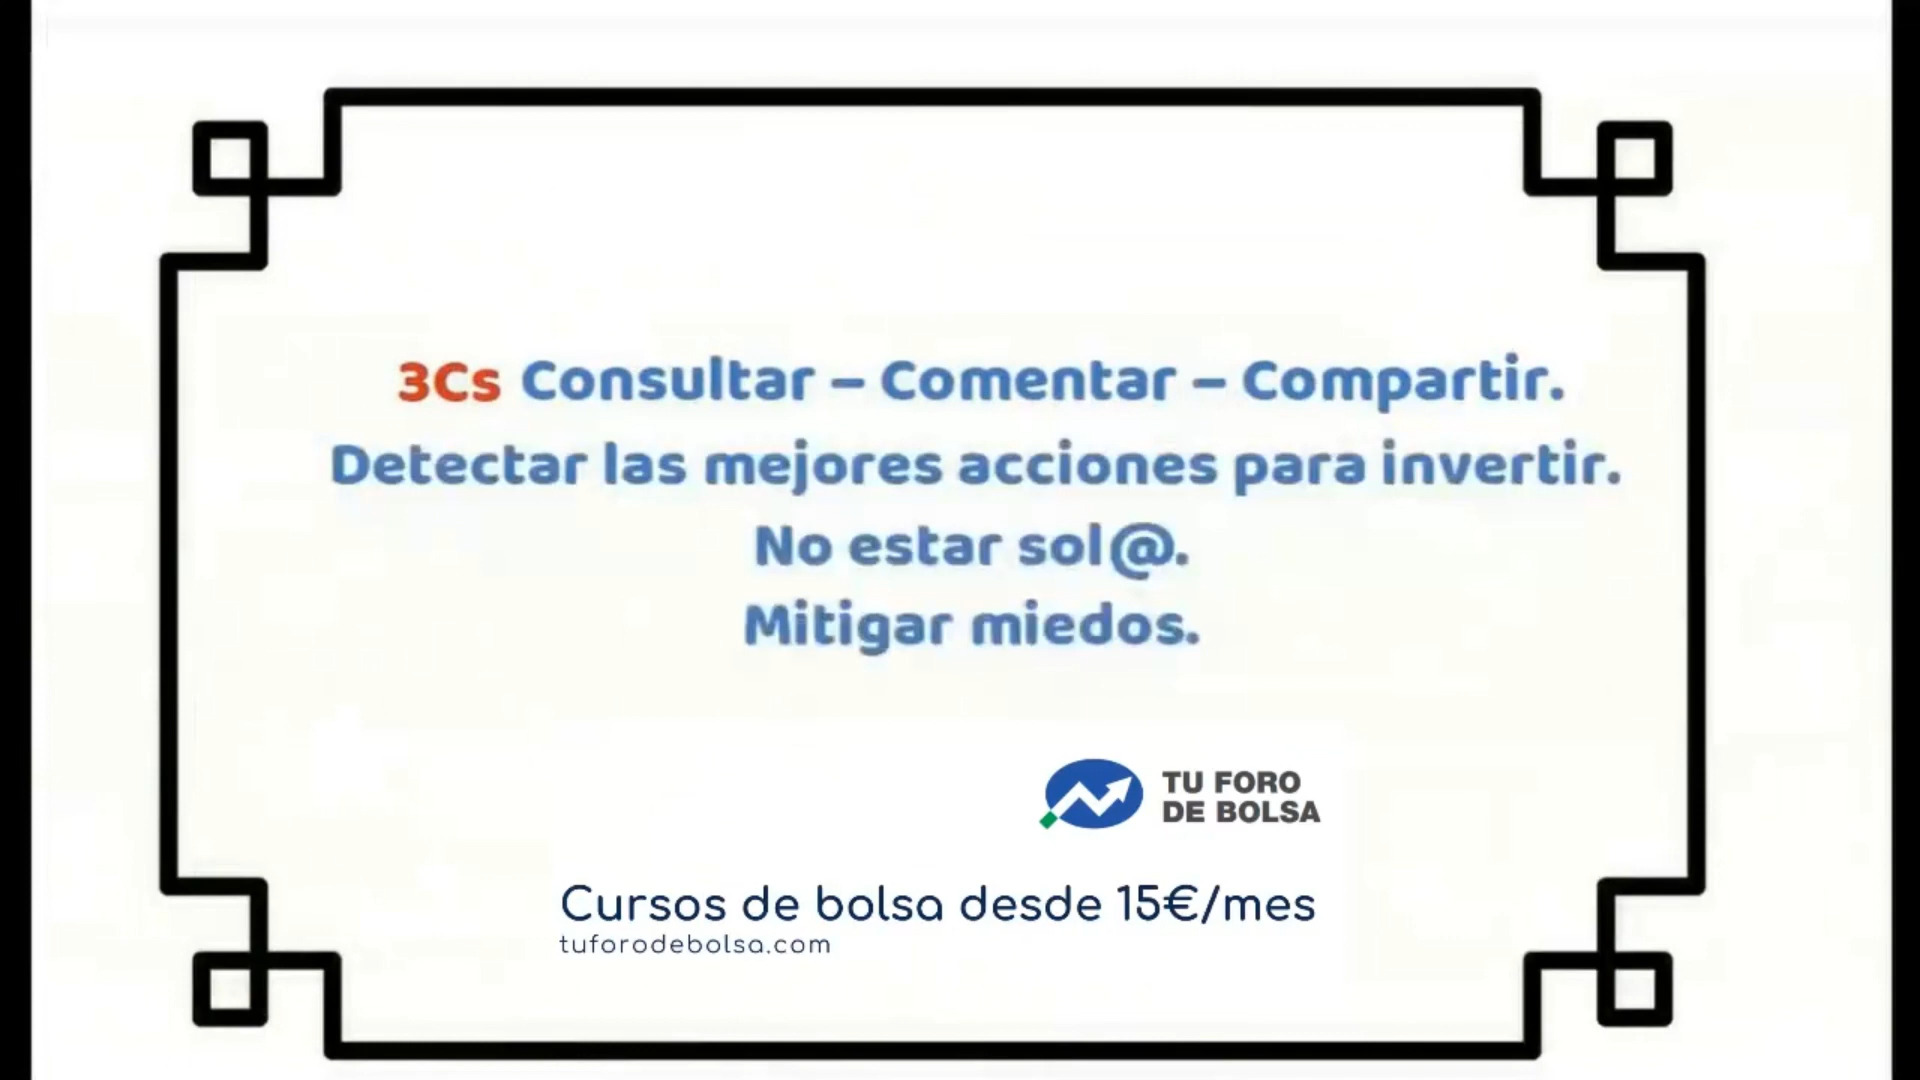 3Cs Consultar – Comentar – Compartir.
Detectar las mejores acciones para invertir.
No estar sol@.
Mitigar miedos.
TU FORO
DE BOLSA
Cursos de bolsa desde 15€/mes
tuforodebolsa.com